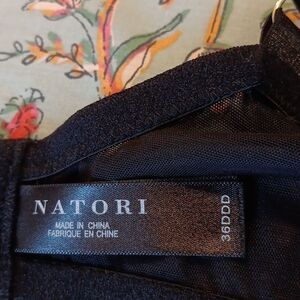 NATORI
MADE IN CHINA
FABRIQUE EN CHINE
36DDD